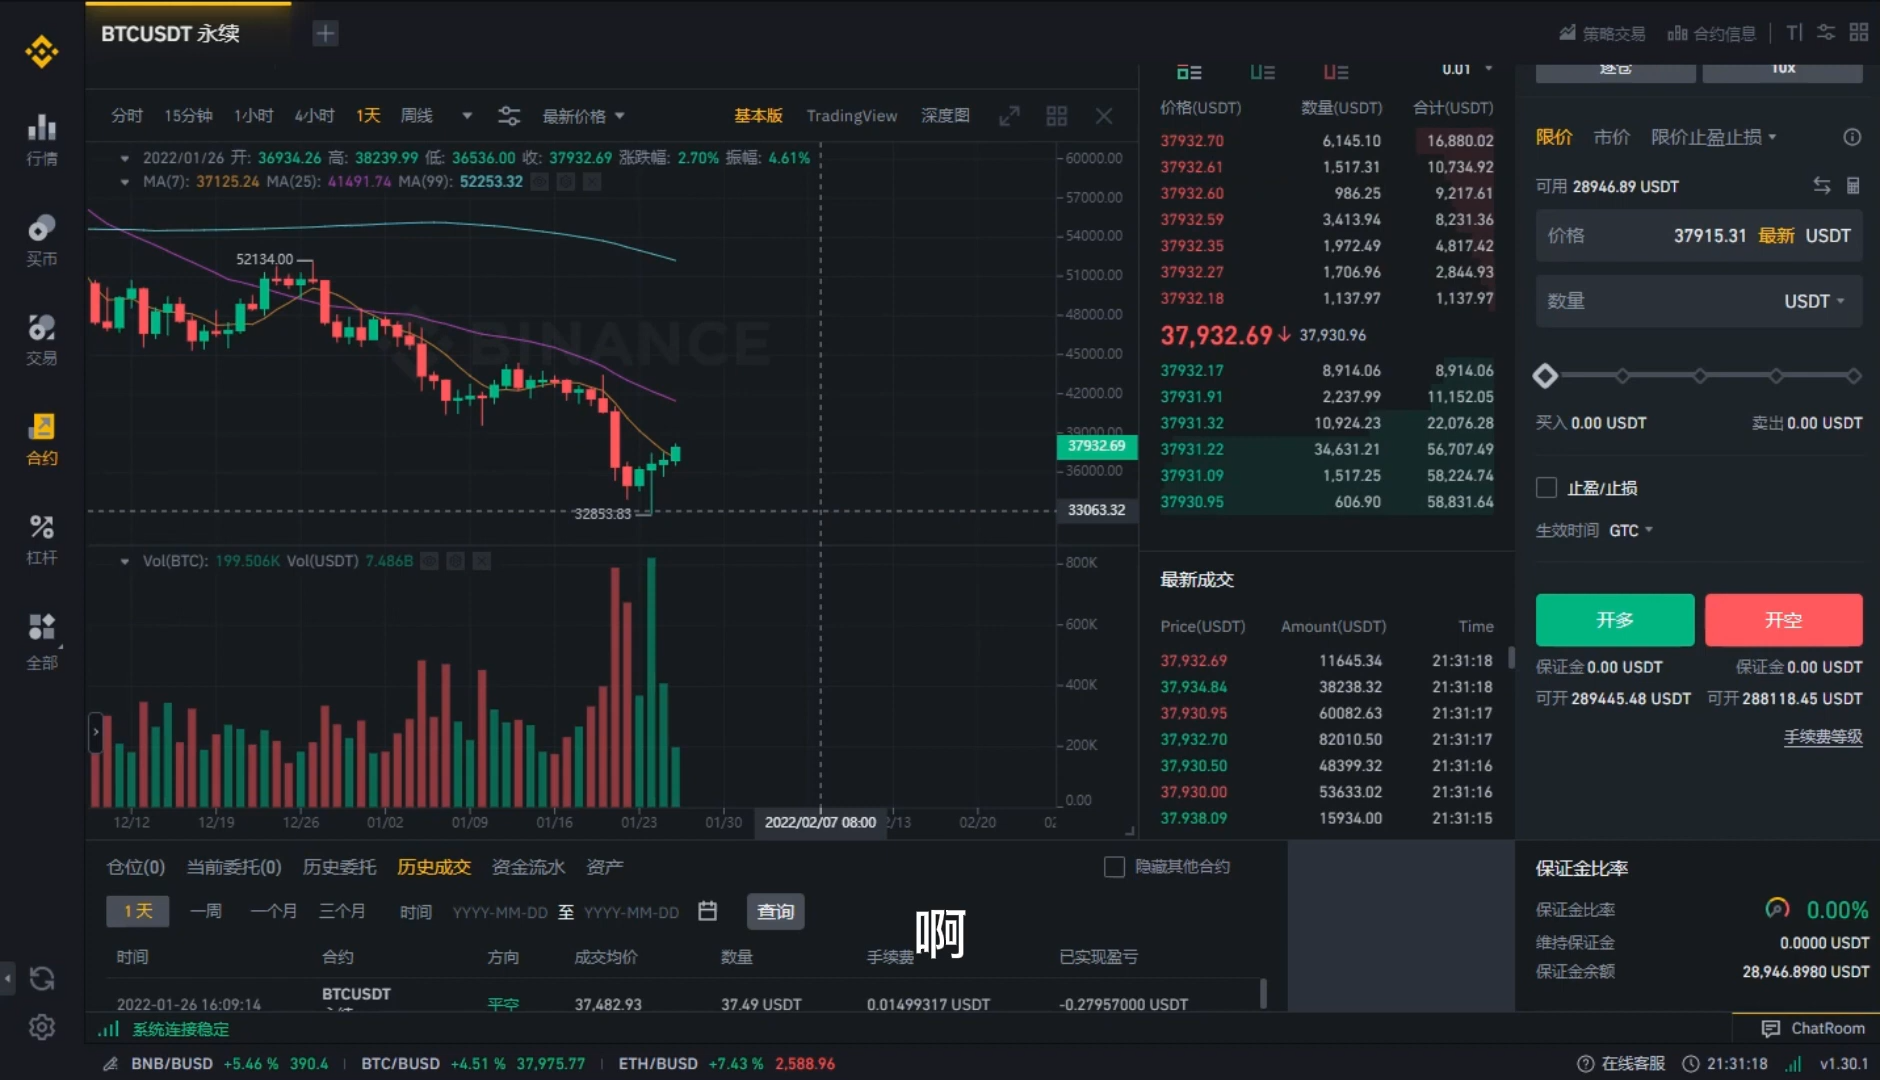 BTCUSDT 永续
策略交易 合约信息
0.01
逐仓 10x
行情
买币
交易
合约
杠杆
全部
分时 15分钟 1小时 4小时 1天 周线 最新价格 基本版 TradingView 深度图
2022/01/26 开: 36934.26 高: 38239.99 低: 36536.00 收: 37932.69 涨跌幅: 2.70% 振幅: 4.61%
MA(7): 37125.24 MA(25): 41491.74 MA(99): 52253.32
52134.00
32853.83
BINANCE
60000.00
57000.00
54000.00
51000.00
48000.00
45000.00
42000.00
39000.00
37932.69
36000.00
33063.32
Vol(BTC): 199.506K Vol(USDT) 7.486B
800K
600K
400K
200K
0.00
12/12 12/19 12/26 01/02 01/09 01/16 01/23 01/30 2022/02/07 08:00 02/20
价格(USDT) 数量(USDT) 合计(USDT)
37932.70 6,145.10 16,880.02
37932.61 1,517.31 10,734.92
37932.60 986.25 9,217.61
37932.59 3,413.94 8,231.36
37932.35 1,972.49 4,817.42
37932.27 1,706.96 2,844.93
37932.18 1,137.97 1,137.97
37,932.69↓ 37,930.96
37932.17 8,914.06 8,914.06
37931.91 2,237.99 11,152.05
37931.32 10,924.23 22,076.28
37931.22 34,631.21 56,707.49
37931.09 1,517.25 58,224.74
37930.95 606.90 58,831.64
最新成交
Price(USDT) Amount(USDT) Time
37,932.69 11645.34 21:31:18
37,934.84 38238.32 21:31:18
37,930.95 60082.63 21:31:17
37,932.70 82010.50 21:31:17
37,930.50 48399.32 21:31:16
37,930.00 53633.02 21:31:16
37,938.09 15934.00 21:31:15
限价 市价 限价止盈止损
可用 28946.89 USDT
价格 37915.31 最新 USDT
数量 USDT
买入 0.00 USDT 卖出 0.00 USDT
止盈/止损
生效时间 GTC
开多 开空
保证金 0.00 USDT 保证金 0.00 USDT
可开 289445.48 USDT 可开 288118.45 USDT
手续费等级
仓位(0) 当前委托(0) 历史委托 历史成交 资金流水 资产 隐藏其他合约
1天 一周 一个月 三个月 时间 YYYY-MM-DD 至 YYYY-MM-DD 查询
啊
时间 合约 方向 成交均价 数量 手续费 已实现盈亏
2022-01-26 16:09:14 BTCUSDT 平空 37,482.93 37.49 USDT 0.01499317 USDT -0.27957000 USDT
保证金比率
保证金比率 0.00%
维持保证金 0.0000 USDT
保证金余额 28,946.8980 USDT
系统连接稳定
ChatRoom
BNB/BUSD +5.46 % 390.4 BTC/BUSD +4.51 % 37,975.77 ETH/BUSD +7.43 % 2,588.96
在线客服 21:31:18 v1.30.1